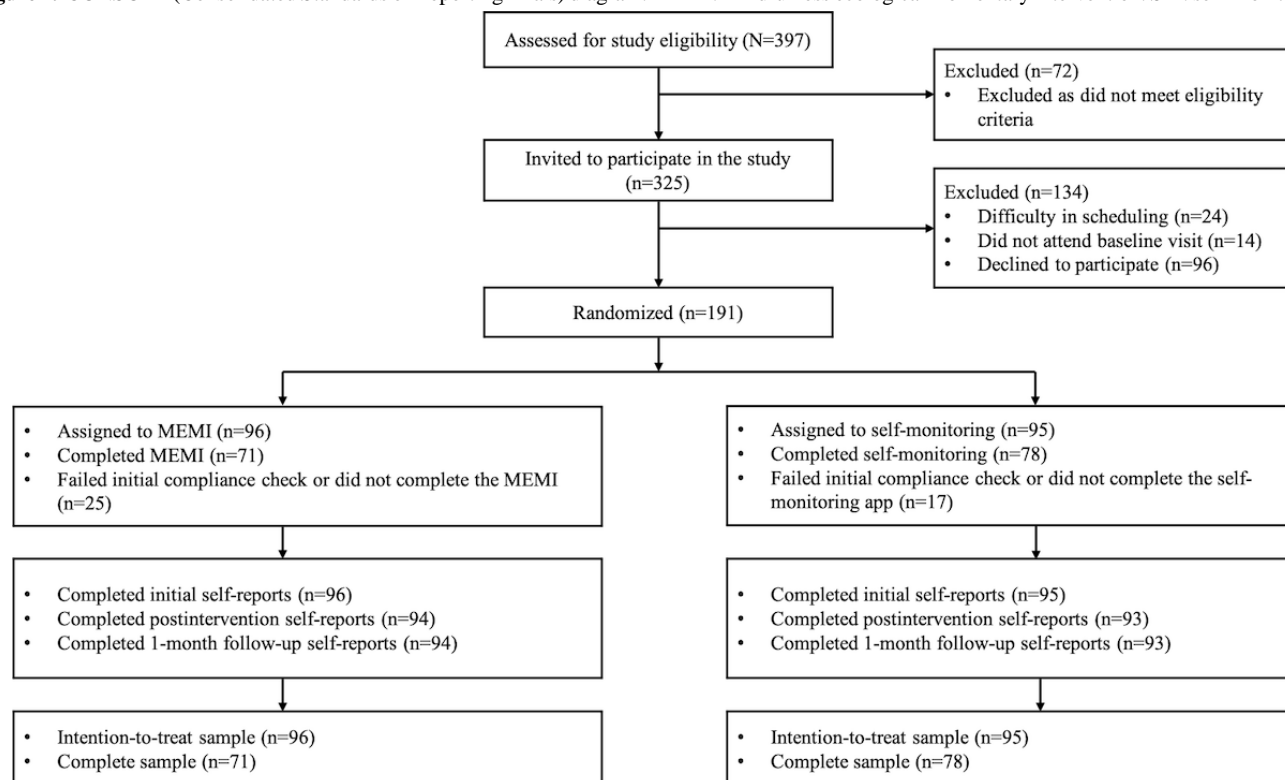 Assessed for study eligibility (N=397)
Excluded (n=72)
• Excluded as did not meet eligibility
criteria
Invited to participate in the study
(n=325)
Excluded (n=134)
• Difficulty in scheduling (n=24)
• Did not attend baseline visit (n=14)
• Declined to participate (n=96)
Randomized (n=191)
• Assigned to MEMI (n=96)
• Completed MEMI (n=71)
• Failed initial compliance check or did not complete the MEMI
(n=25)
• Assigned to self-monitoring (n=95)
• Completed self-monitoring (n=78)
• Failed initial compliance check or did not complete the self-
monitoring app (n=17)
• Completed initial self-reports (n=96)
• Completed postintervention self-reports (n=94)
• Completed 1-month follow-up self-reports (n=94)
• Completed initial self-reports (n=95)
• Completed postintervention self-reports (n=93)
• Completed 1-month follow-up self-reports (n=93)
• Intention-to-treat sample (n=96)
• Complete sample (n=71)
• Intention-to-treat sample (n=95)
• Complete sample (n=78)